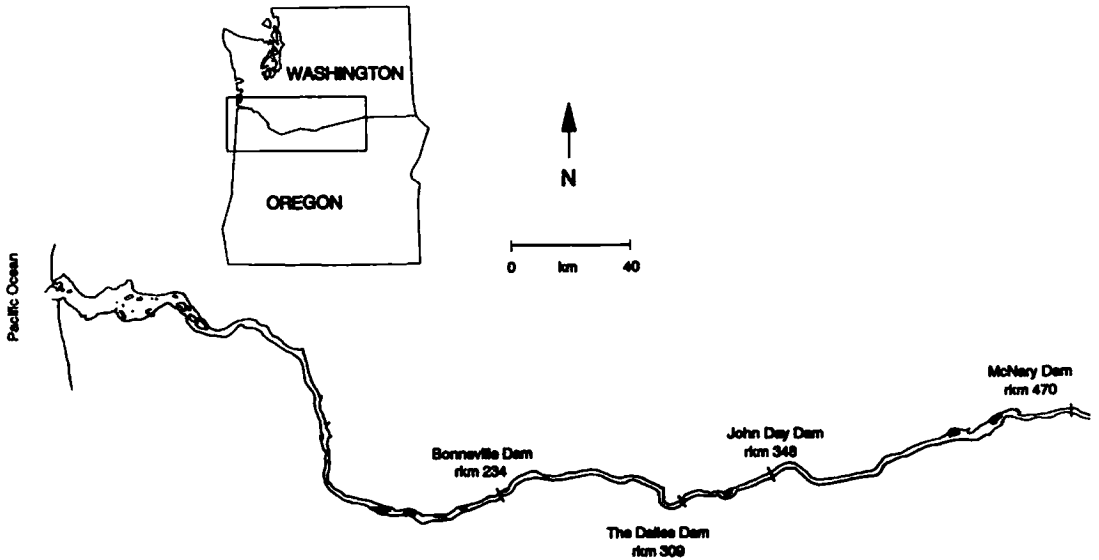 WASHINGTON
OREGON
N
0 km 40
Pacific Ocean
McNary Dam
rkm 470
John Day Dam
rkm 348
Bonneville Dam
rkm 234
The Dalles Dam
rkm 309